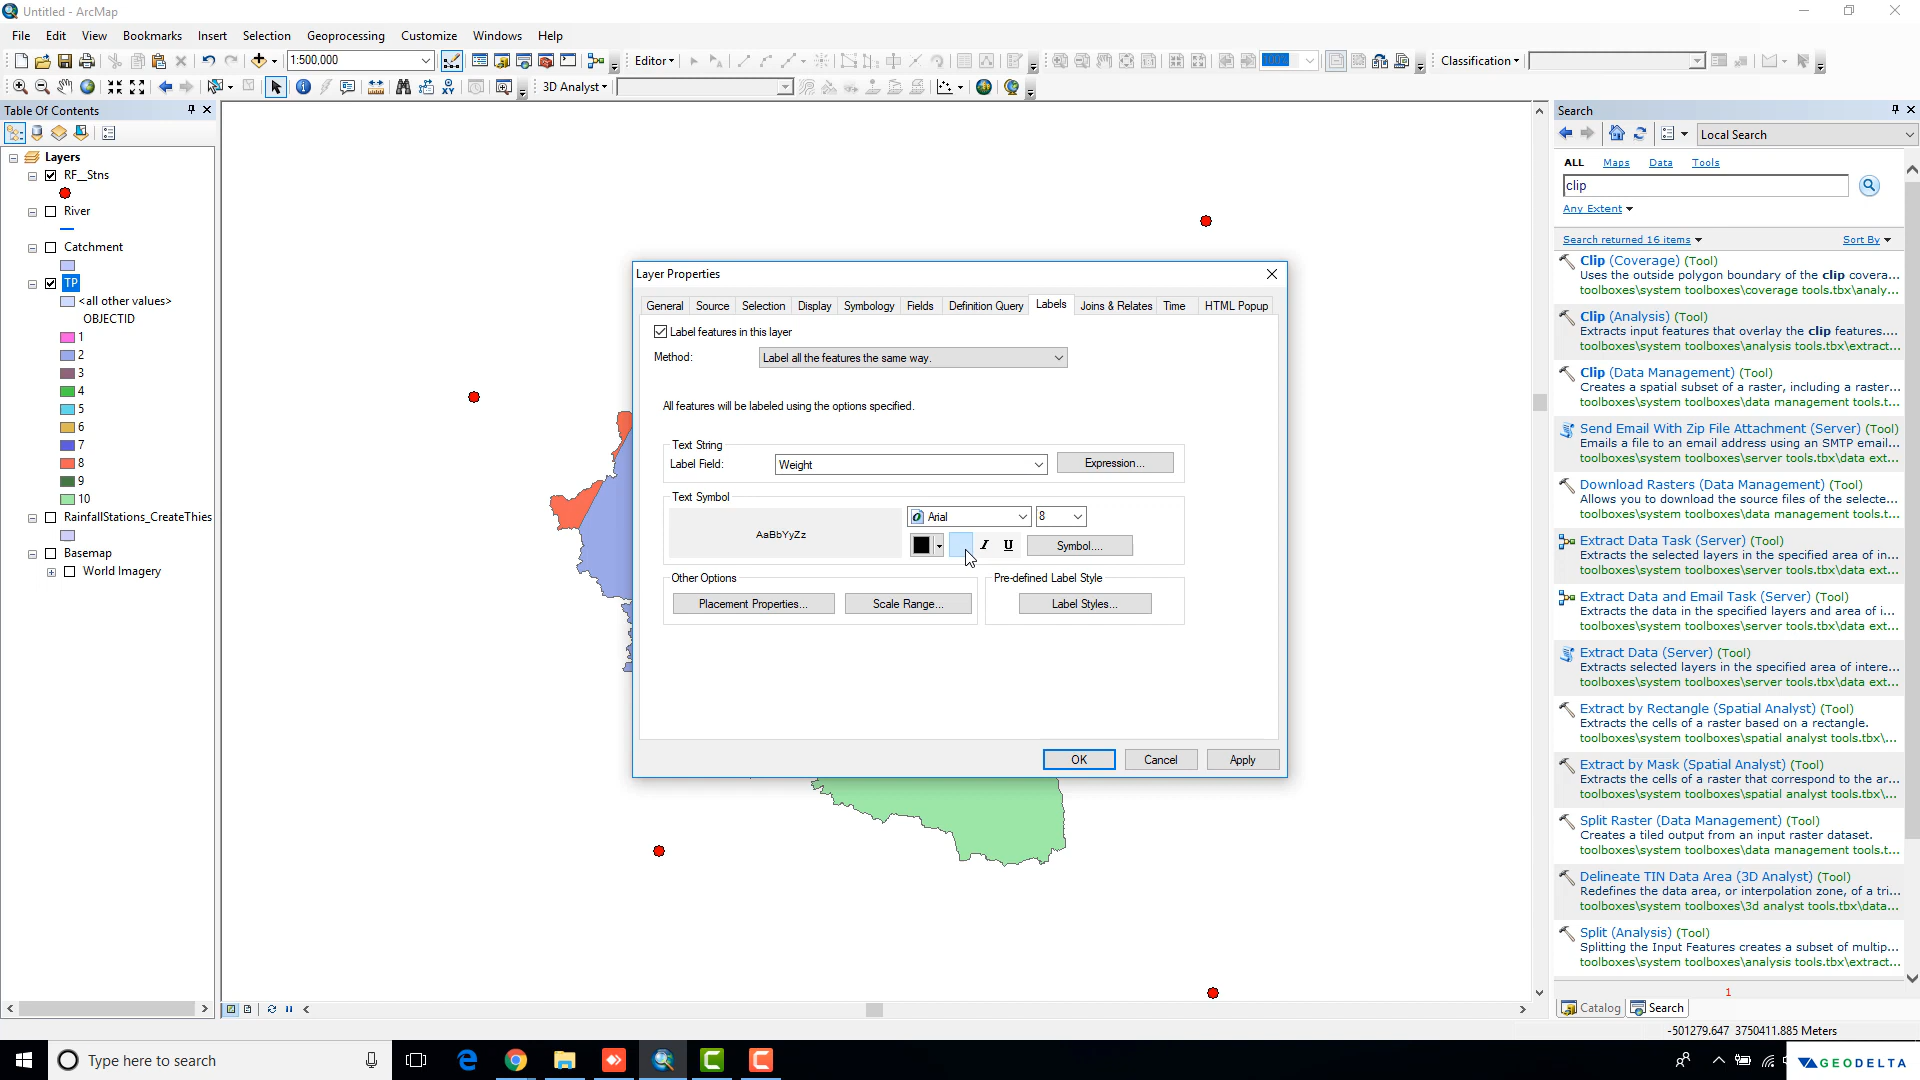 Untitled - ArcMap
File Edit View Bookmarks Insert Selection Geoprocessing Customize Windows Help
1:500,000 Editor 100% Classification
3D Analyst
Table Of Contents
Layers
RF__Stns
River
Catchment
TP
<all other values>
OBJECTID
1
2
3
4
5
6
7
8
9
10
RainfallStations_CreateThies
Basemap
World Imagery
Layer Properties
General Source Selection Display Symbology Fields Definition Query Labels Joins & Relates Time HTML Popup
Label features in this layer
Method: Label all the features the same way.
All features will be labeled using the options specified.
Text String
Label Field: Weight Expression...
Text Symbol
AaBbYyZz
Arial 8
I U Symbol....
Other Options
Placement Properties... Scale Range...
Pre-defined Label Style
Label Styles...
OK Cancel Apply
Search
Local Search
ALL Maps Data Tools
clip
Any Extent
Search returned 16 items Sort By
Clip (Coverage) (Tool)
Uses the outside polygon boundary of the clip covera...
toolboxes\system toolboxes\coverage tools.tbx\analy...
Clip (Analysis) (Tool)
Extracts input features that overlay the clip features....
toolboxes\system toolboxes\analysis tools.tbx\extract...
Clip (Data Management) (Tool)
Creates a spatial subset of a raster, including a raster...
toolboxes\system toolboxes\data management tools.t...
Send Email With Zip File Attachment (Server) (Tool)
Emails a file to an email address using an SMTP email...
toolboxes\system toolboxes\server tools.tbx\data ext...
Download Rasters (Data Management) (Tool)
Allows you to download the source files of the selecte...
toolboxes\system toolboxes\data management tools.t...
Extract Data Task (Server) (Tool)
Extracts the selected layers in the specified area of in...
toolboxes\system toolboxes\server tools.tbx\data ext...
Extract Data and Email Task (Server) (Tool)
Extracts the data in the specified layers and area of i...
toolboxes\system toolboxes\server tools.tbx\data ext...
Extract Data (Server) (Tool)
Extracts selected layers in the specified area of intere...
toolboxes\system toolboxes\server tools.tbx\data ext...
Extract by Rectangle (Spatial Analyst) (Tool)
Extracts the cells of a raster based on a rectangle.
toolboxes\system toolboxes\spatial analyst tools.tbx\...
Extract by Mask (Spatial Analyst) (Tool)
Extracts the cells of a raster that correspond to the ar...
toolboxes\system toolboxes\spatial analyst tools.tbx\...
Split Raster (Data Management) (Tool)
Creates a tiled output from an input raster dataset.
toolboxes\system toolboxes\data management tools.t...
Delineate TIN Data Area (3D Analyst) (Tool)
Redefines the data area, or interpolation zone, of a tri...
toolboxes\system toolboxes\3d analyst tools.tbx\data...
Split (Analysis) (Tool)
Splitting the Input Features creates a subset of multip...
toolboxes\system toolboxes\analysis tools.tbx\extract...
1
Catalog Search
-501279.647 3750411.885 Meters
Type here to search
GEODELTA